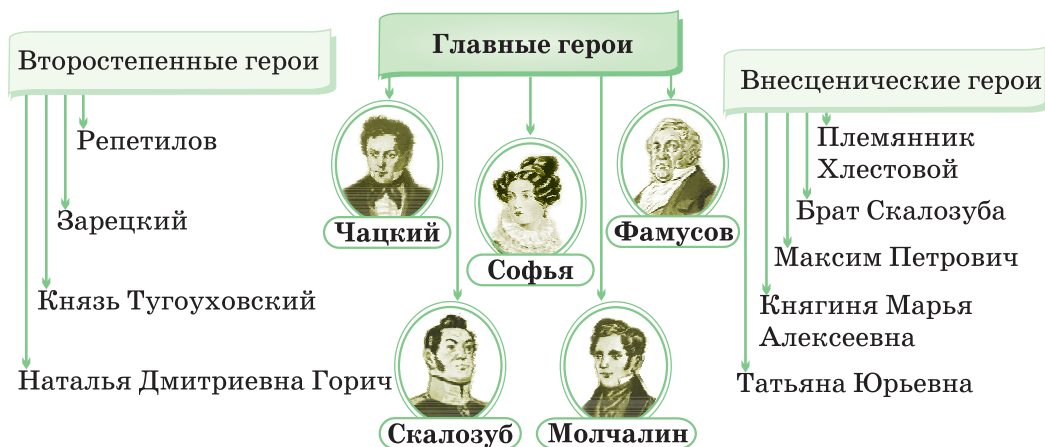 Второстепенные герои
Репетилов
Зарецкий
Князь Тугоуховский
Наталья Дмитриевна Горич
Главные герои
Чацкий
Софья
Фамусов
Скалозуб
Молчалин
Внесценические герои
Племянник
Хлестовой
Брат Скалозуба
Максим Петрович
Княгиня Марья
Алексеевна
Татьяна Юрьевна